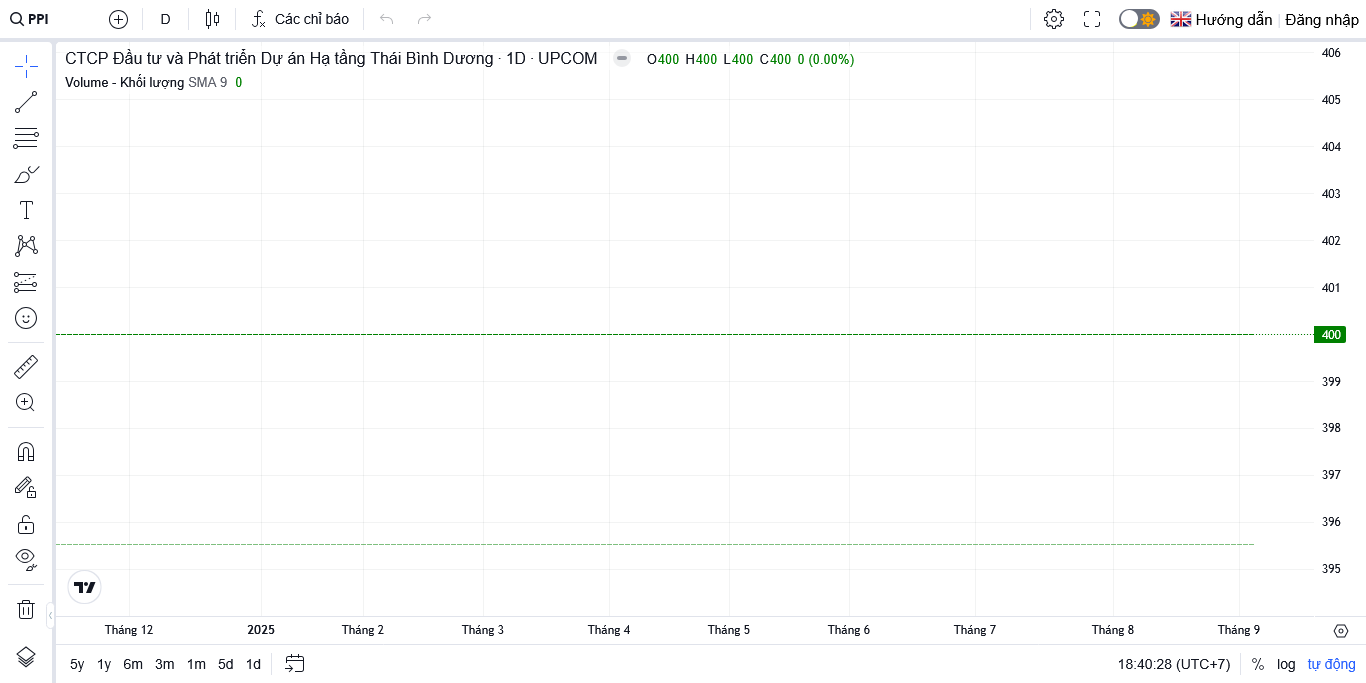 PPI D Các chỉ báo Hướng dẫn Đăng nhập
CTCP Đầu tư và Phát triển Dự án Hạ tầng Thái Bình Dương · 1D · UPCOM O400 H400 L400 C400 0 (0.00%)
Volume - Khối lượng SMA 9 0
406
405
404
403
402
401
400
399
398
397
396
395
Tháng 12 2025 Tháng 2 Tháng 3 Tháng 4 Tháng 5 Tháng 6 Tháng 7 Tháng 8 Tháng 9
5y 1y 6m 3m 1m 5d 1d 18:40:28 (UTC+7) % log tự động